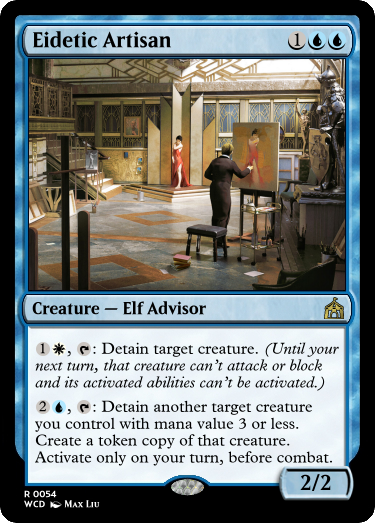 Eidetic Artisan 1
Creature — Elf Advisor
1 , : Detain target creature. (Until your
next turn, that creature can't attack or block
and its activated abilities can't be activated.)
2 , : Detain another target creature
you control with mana value 3 or less.
Create a token copy of that creature.
Activate only on your turn, before combat.
2/2
R 0054
WCD Max Liu